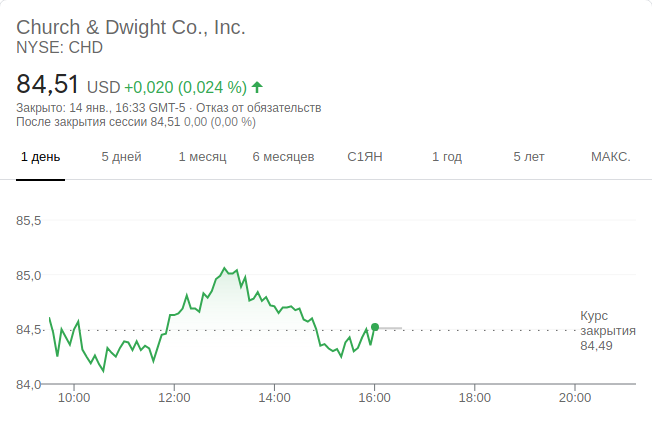 Church & Dwight Co., Inc.
NYSE: CHD
84,51 USD +0,020 (0,024 %)
Закрыто: 14 янв., 16:33 GMT-5 · Отказ от обязательств
После закрытия сессии 84,51 0,00 (0,00 %)
1 день 5 дней 1 месяц 6 месяцев С1ЯН 1 год 5 лет МАКС.
85,5
85,0
84,5
84,0
Курс
закрытия
84,49
10:00 12:00 14:00 16:00 18:00 20:00